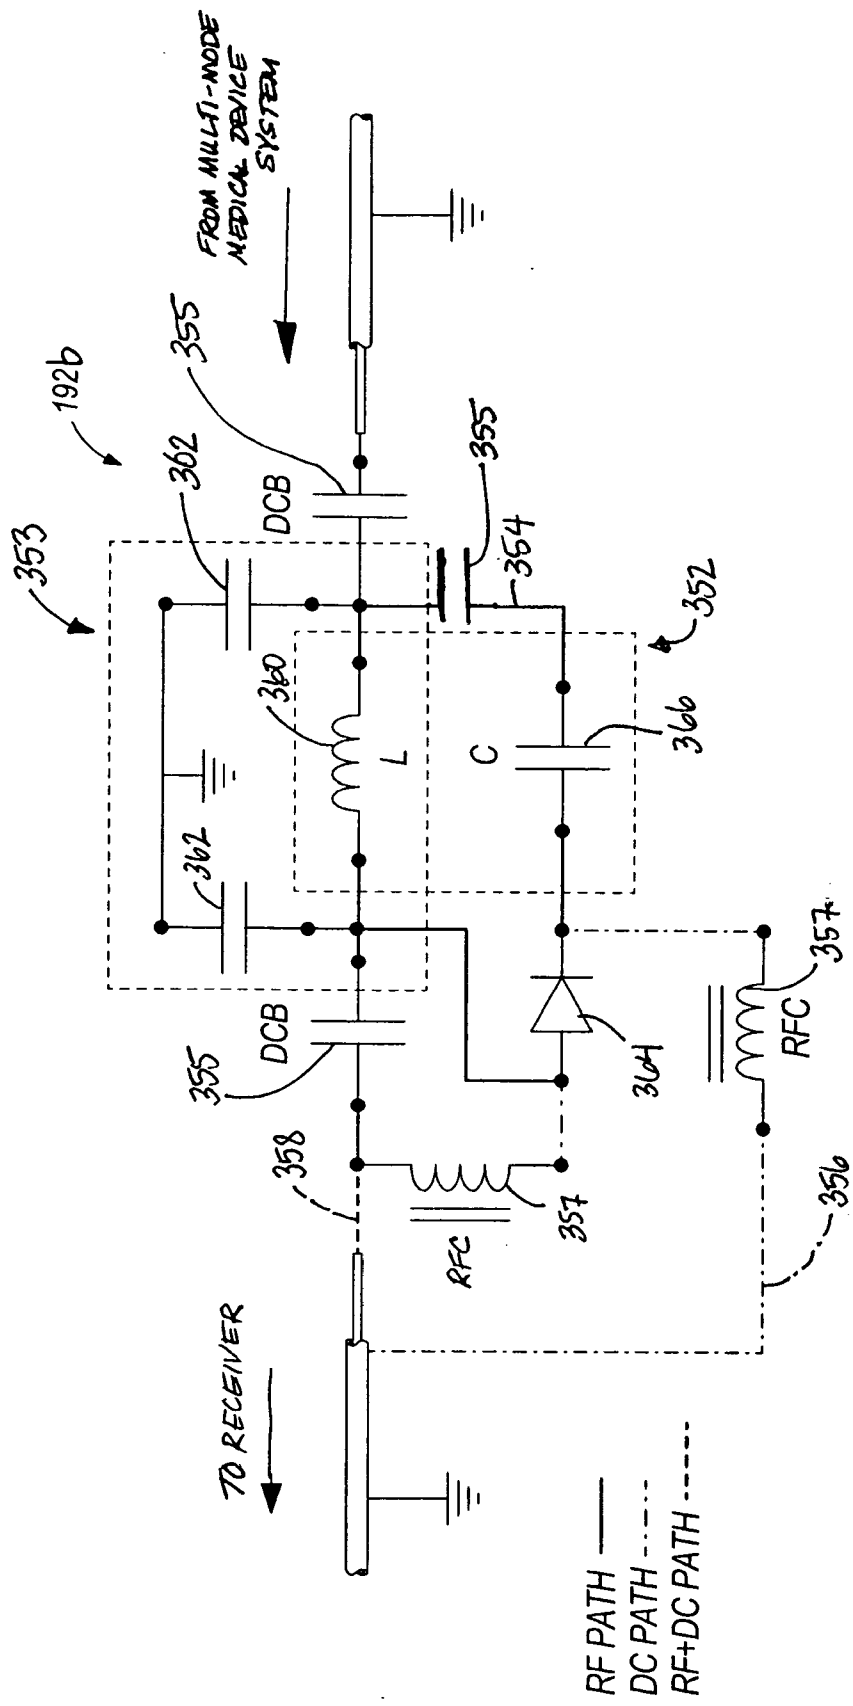 TO RECEIVER
FROM MULTI-MODE
MEDICAL DEVICE
SYSTEM
192b
353
362
362
355
DCB
355
DCB
358
360
L
355
354
352
C
366
364
RFC
357
357
RFC
356
RF PATH
DC PATH
RF+DC PATH